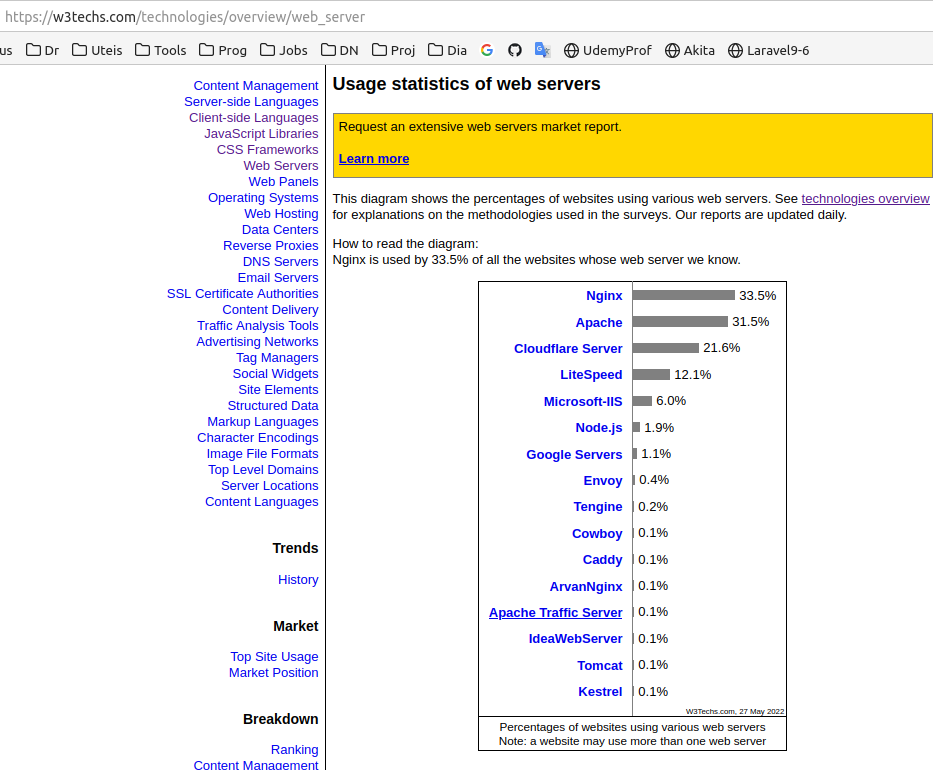 https://w3techs.com/technologies/overview/web_server
us Dr Uteis Tools Prog Jobs DN Proj Dia G UdemyProf Akita Laravel9-6
Content Management
Server-side Languages
Client-side Languages
JavaScript Libraries
CSS Frameworks
Web Servers
Web Panels
Operating Systems
Web Hosting
Data Centers
Reverse Proxies
DNS Servers
Email Servers
SSL Certificate Authorities
Content Delivery
Traffic Analysis Tools
Advertising Networks
Tag Managers
Social Widgets
Site Elements
Structured Data
Markup Languages
Character Encodings
Image File Formats
Top Level Domains
Server Locations
Content Languages
Trends
History
Market
Top Site Usage
Market Position
Breakdown
Ranking
Content Management
Usage statistics of web servers
Request an extensive web servers market report.
Learn more
This diagram shows the percentages of websites using various web servers. See technologies overview
for explanations on the methodologies used in the surveys. Our reports are updated daily.
How to read the diagram:
Nginx is used by 33.5% of all the websites whose web server we know.
Nginx 33.5%
Apache 31.5%
Cloudflare Server 21.6%
LiteSpeed 12.1%
Microsoft-IIS 6.0%
Node.js 1.9%
Google Servers 1.1%
Envoy 0.4%
Tengine 0.2%
Cowboy 0.1%
Caddy 0.1%
ArvanNginx 0.1%
Apache Traffic Server 0.1%
IdeaWebServer 0.1%
Tomcat 0.1%
Kestrel 0.1%
W3Techs.com, 27 May 2022
Percentages of websites using various web servers
Note: a website may use more than one web server